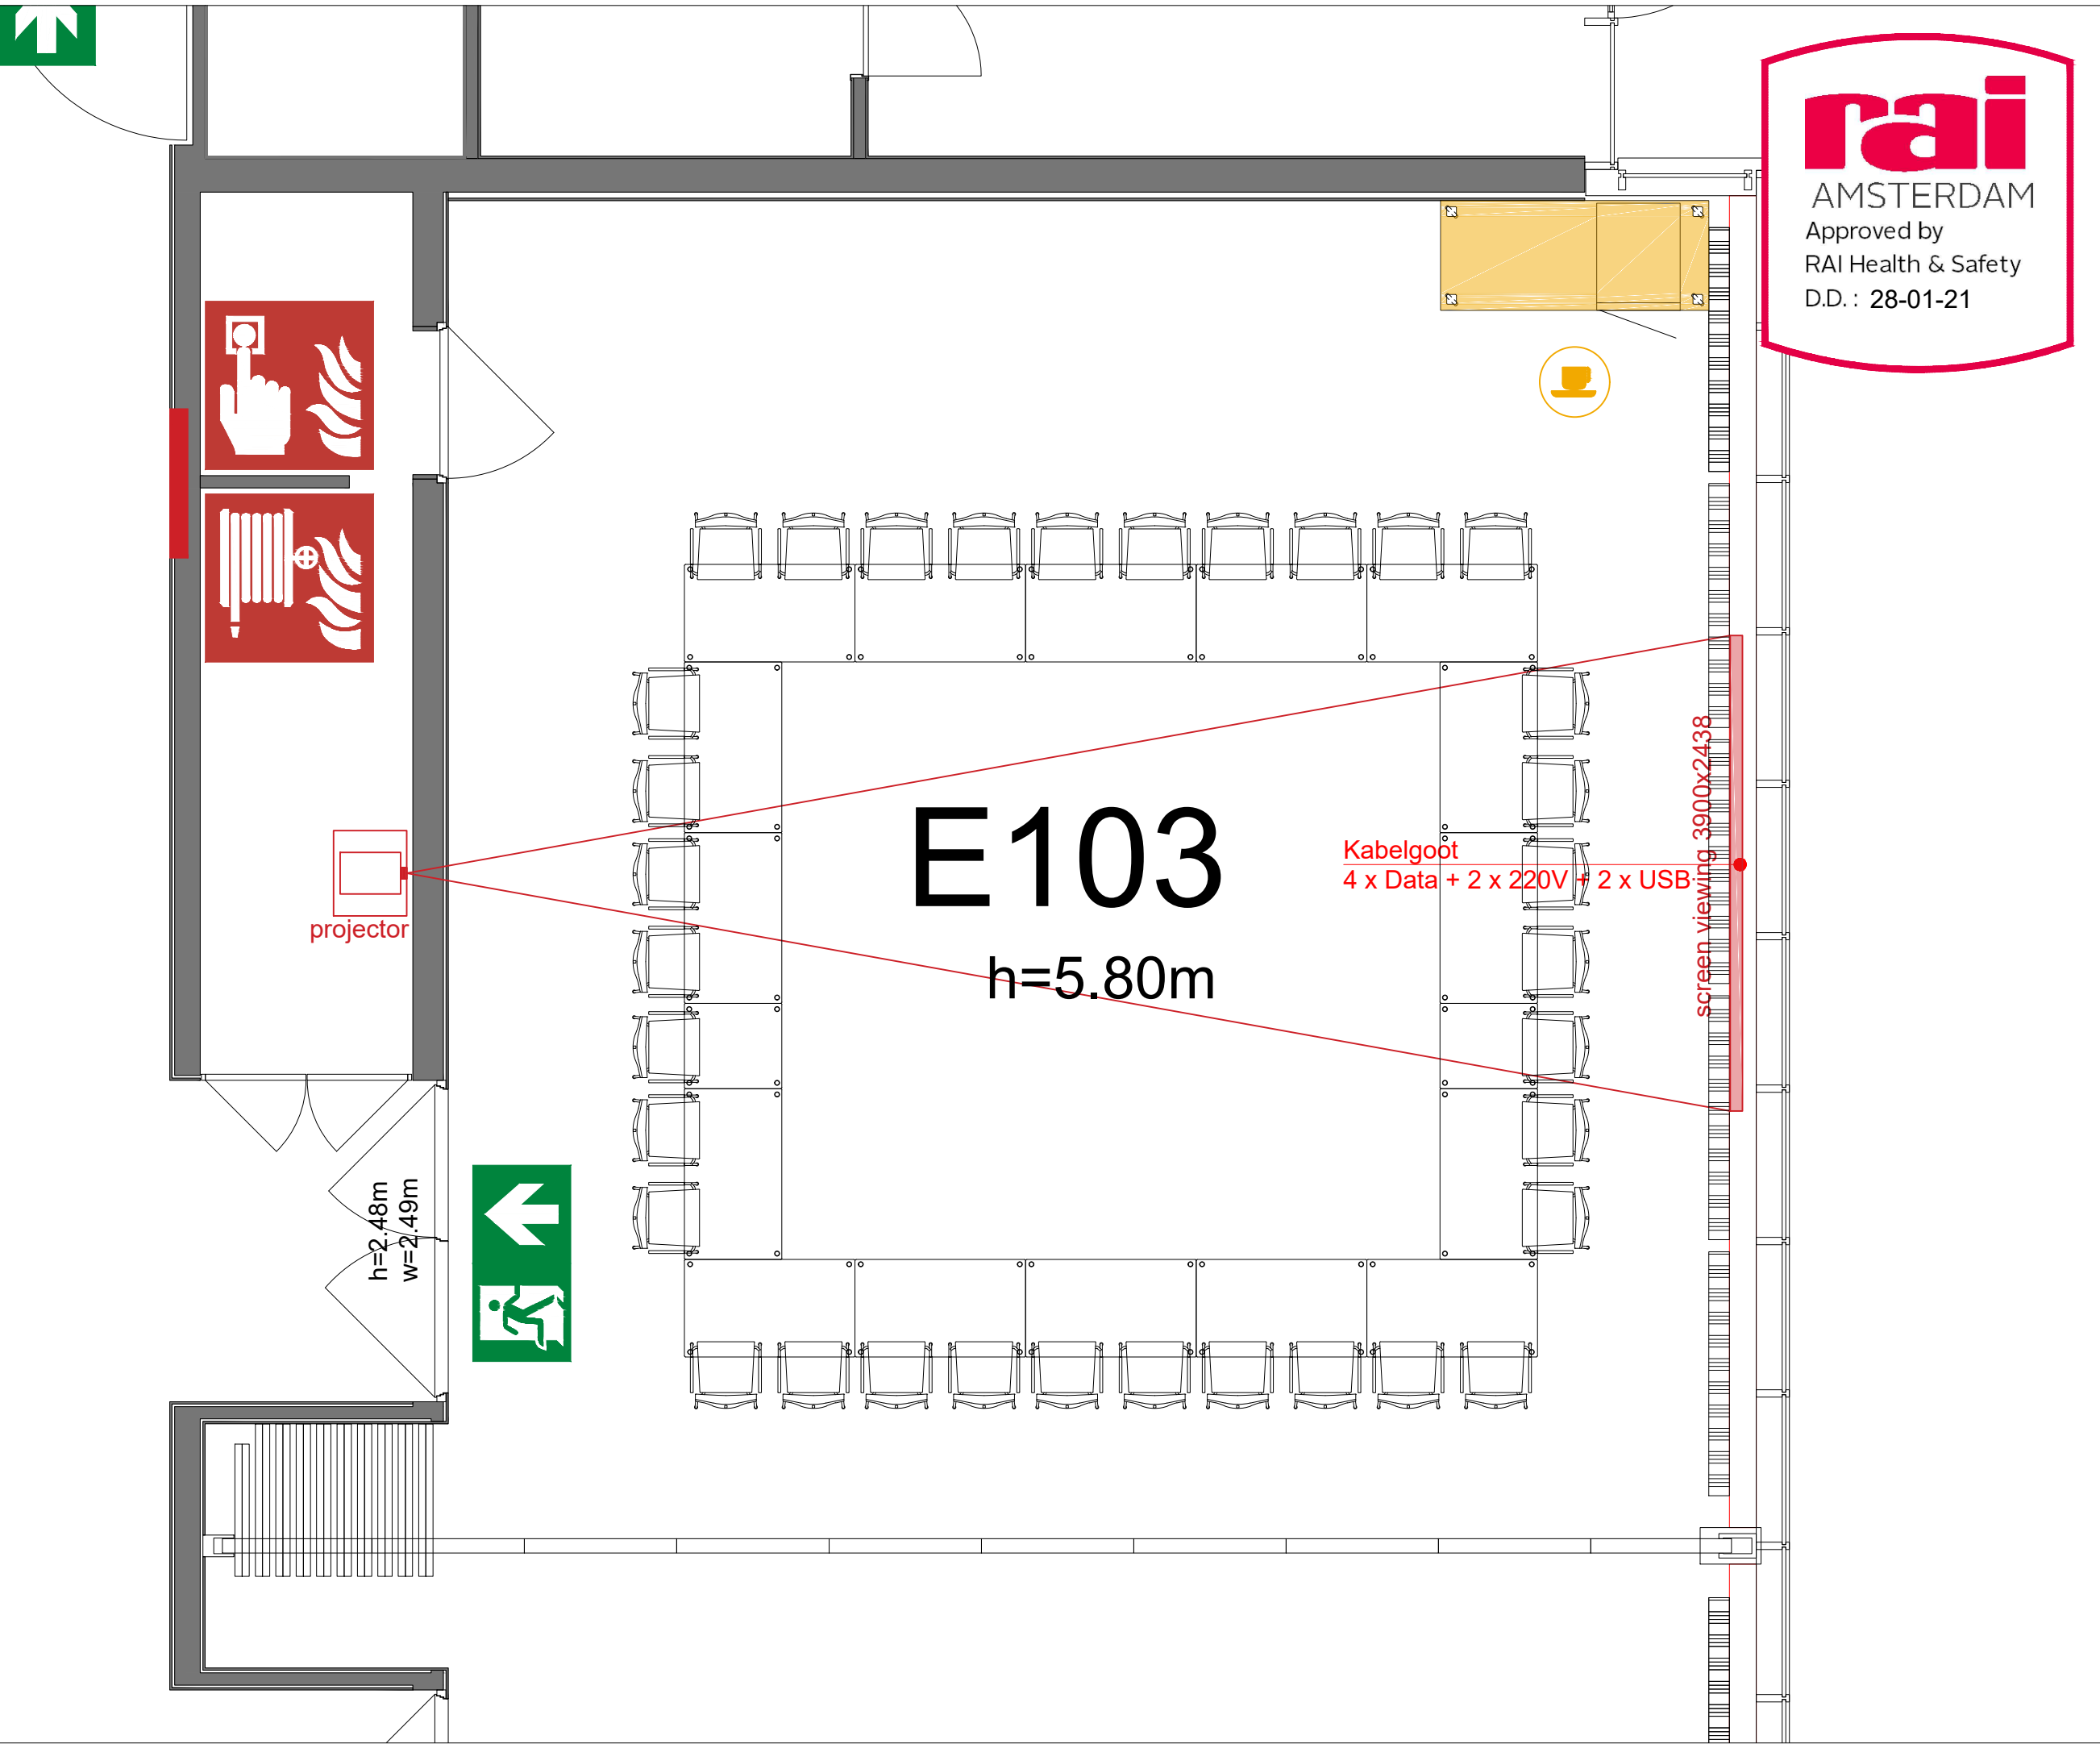 rai
AMSTERDAM
Approved by
RAI Health & Safety
D.D. : 28-01-21
E103
h=5.80m
Kabelgoot
4 x Data + 2 x 220V + 2 x USB
screen viewing 3900x2438
projector
h=2.48m
w=2.49m